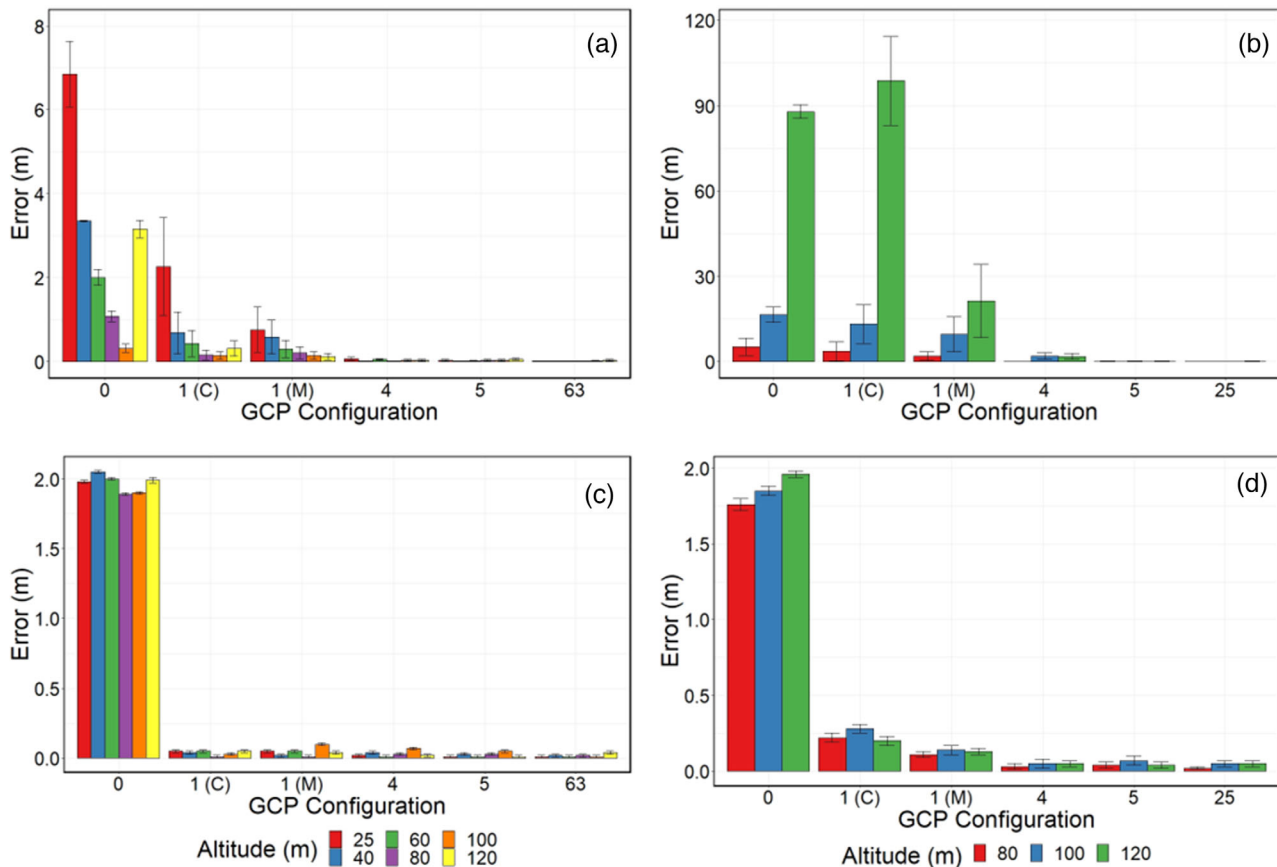 (a)
Error (m)
8
6
4
2
0
0 1 (C) 1 (M) 4 5 63
GCP Configuration
(b)
Error (m)
120
90
60
30
0
0 1 (C) 1 (M) 4 5 25
GCP Configuration
(c)
Error (m)
2.0
1.5
1.0
0.5
0.0
0 1 (C) 1 (M) 4 5 63
GCP Configuration
Altitude (m) 25 60 100
40 80 120
(d)
Error (m)
2.0
1.5
1.0
0.5
0.0
0 1 (C) 1 (M) 4 5 25
GCP Configuration
Altitude (m) 80 100 120